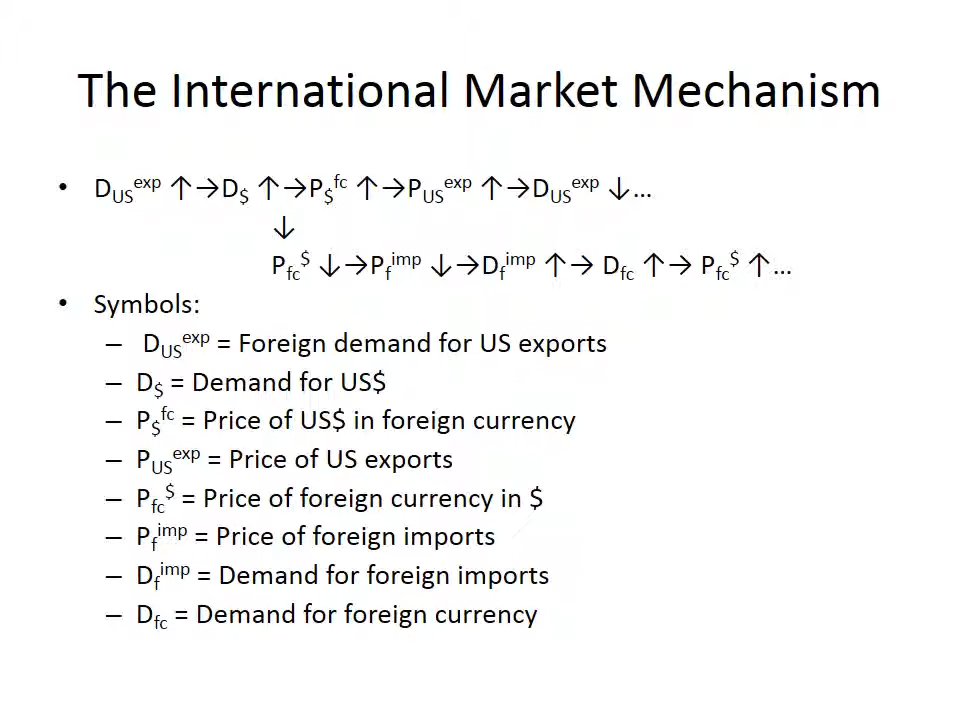 The International Market Mechanism
• D_US^exp ↑→D_$ ↑→P_$^fc ↑→P_US^exp ↑→D_US^exp ↓…
↓
P_fc^$ ↓→P_f^imp ↓→D_f^imp ↑→ D_fc ↑→ P_fc^$ ↑…
• Symbols:
– D_US^exp = Foreign demand for US exports
– D_$ = Demand for US$
– P_$^fc = Price of US$ in foreign currency
– P_US^exp = Price of US exports
– P_fc^$ = Price of foreign currency in $
– P_f^imp = Price of foreign imports
– D_f^imp = Demand for foreign imports
– D_fc = Demand for foreign currency